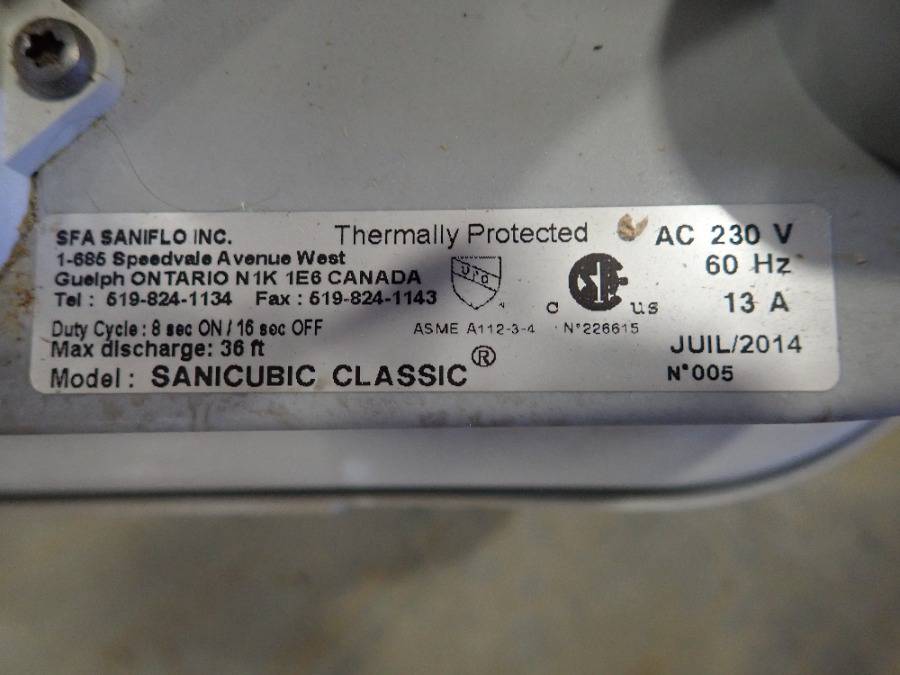 SFA SANIFLO INC.
Thermally Protected
AC 230 V
1-685 Speedvale Avenue West
60 Hz
Guelph ONTARIO N1K 1E6 CANADA
UPC
C
US
Tel : 519-824-1134 Fax : 519-824-1143
13 A
Duty Cycle : 8 sec ON / 16 sec OFF
ASME A112-3-4 N°226615
Max discharge: 36 ft
JUIL/2014
Model : SANICUBIC CLASSIC®
N°005